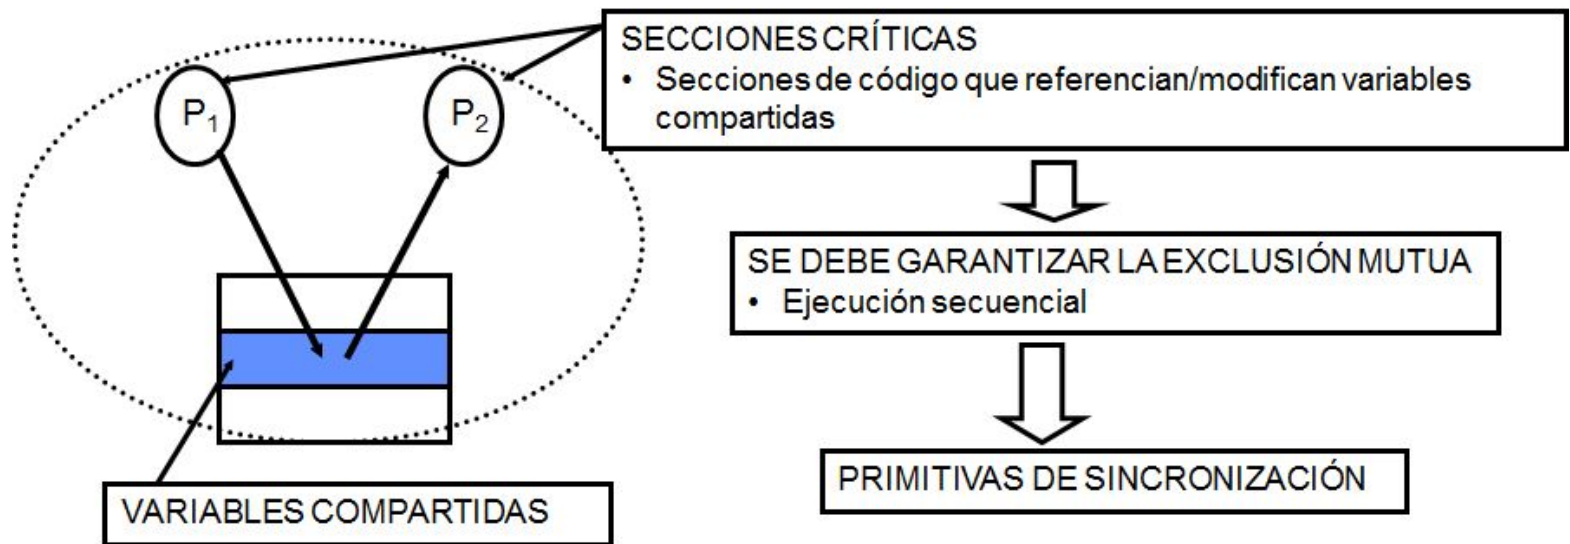 SECCIONES CRÍTICAS
• Secciones de código que referencian/modifican variables
compartidas
P₁
P₂
SE DEBE GARANTIZAR LA EXCLUSIÓN MUTUA
• Ejecución secuencial
PRIMITIVAS DE SINCRONIZACIÓN
VARIABLES COMPARTIDAS